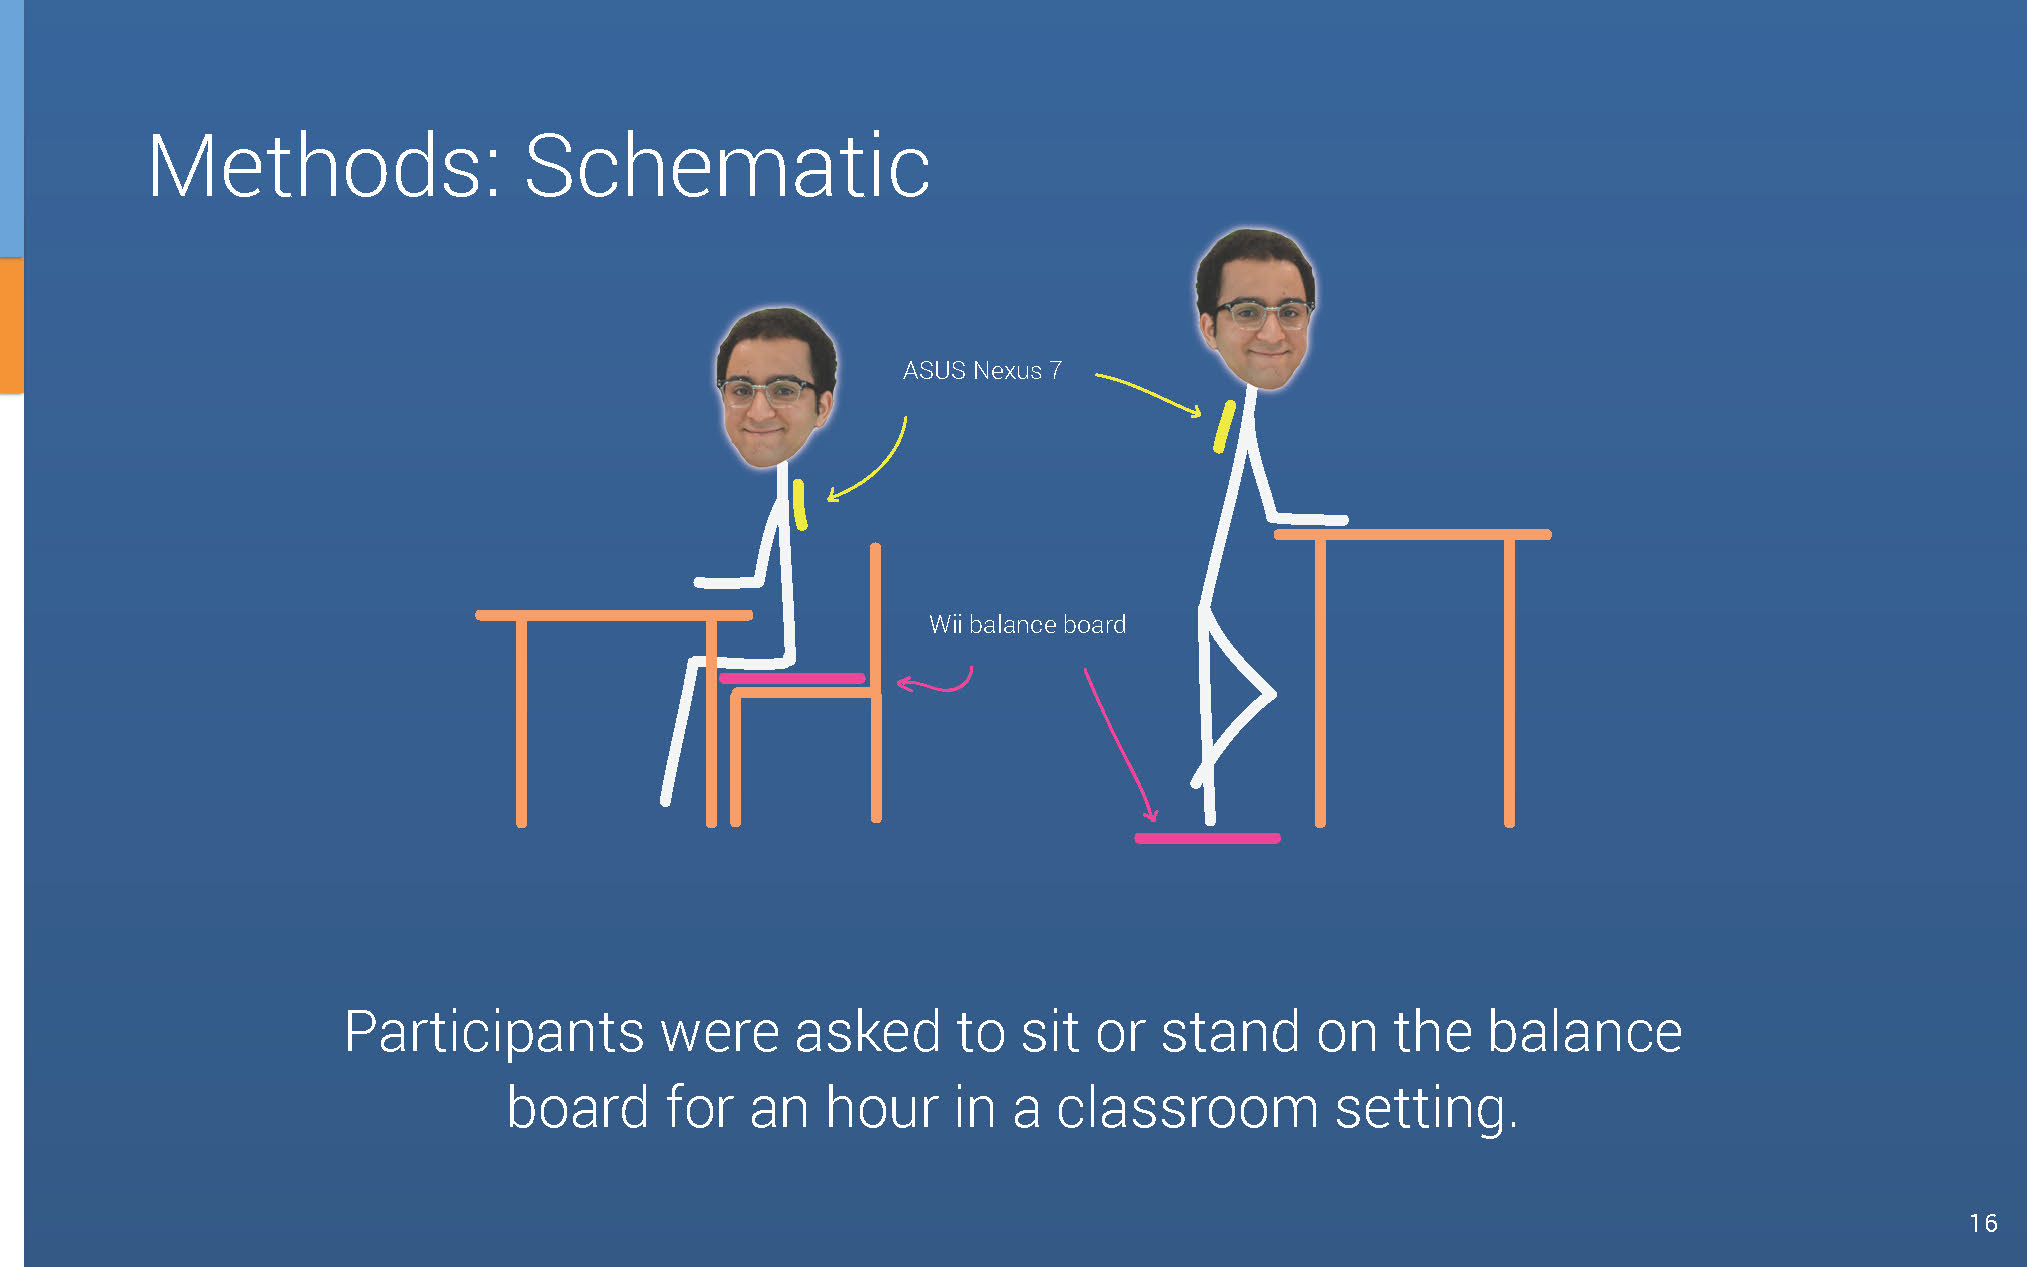 Methods: Schematic
ASUS Nexus 7
Wii balance board
Participants were asked to sit or stand on the balance
board for an hour in a classroom setting.
16